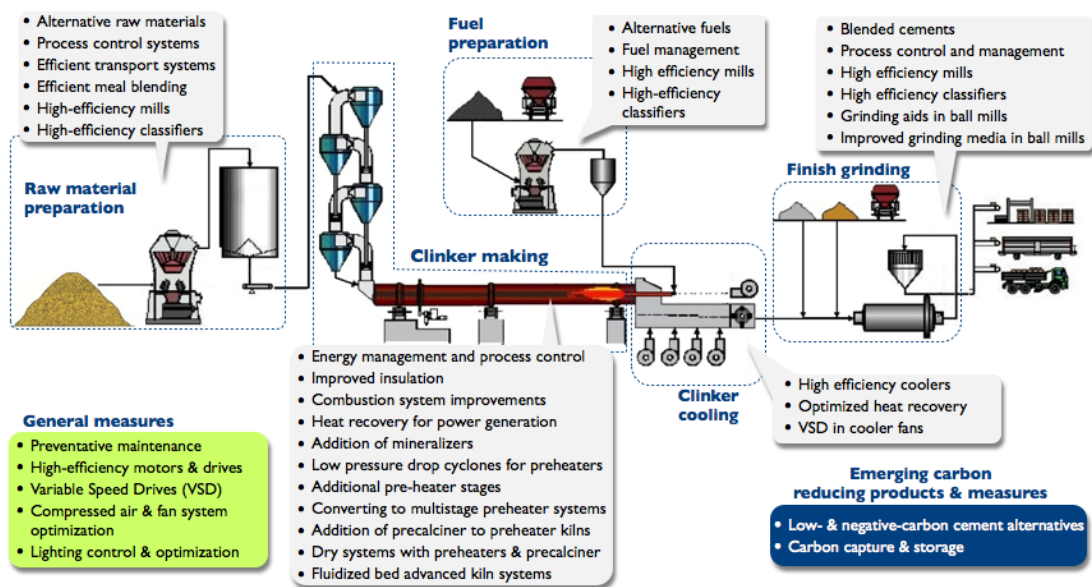 • Alternative raw materials
• Process control systems
• Efficient transport systems
• Efficient meal blending
• High-efficiency mills
• High-efficiency classifiers
Raw material
preparation
Fuel
preparation
• Alternative fuels
• Fuel management
• High efficiency mills
• High-efficiency
classifiers
• Blended cements
• Process control and management
• High efficiency mills
• High efficiency classifiers
• Grinding aids in ball mills
• Improved grinding media in ball mills
Finish grinding
Clinker making
• Energy management and process control
• Improved insulation
• Combustion system improvements
• Heat recovery for power generation
• Addition of mineralizers
• Low pressure drop cyclones for preheaters
• Additional pre-heater stages
• Converting to multistage preheater systems
• Addition of precalciner to preheater kilns
• Dry systems with preheaters & precalciner
• Fluidized bed advanced kiln systems
Clinker
cooling
• High efficiency coolers
• Optimized heat recovery
• VSD in cooler fans
General measures
• Preventative maintenance
• High-efficiency motors & drives
• Variable Speed Drives (VSD)
• Compressed air & fan system
optimization
• Lighting control & optimization
Emerging carbon
reducing products & measures
• Low- & negative-carbon cement alternatives
• Carbon capture & storage